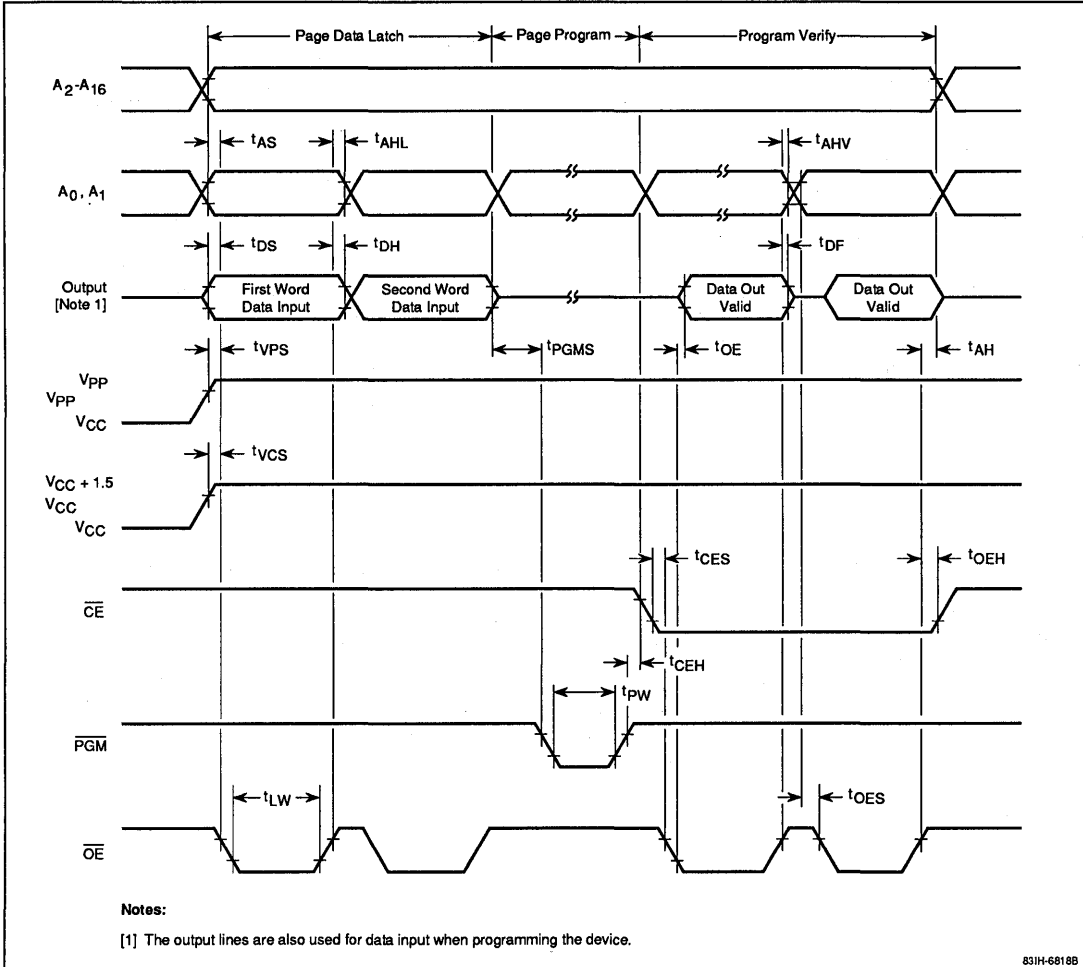 Page Data Latch Page Program Program Verify
A2-A16
tAS tAHL tAHV
A0, A1
tDS tDH tDF
Output
[Note 1]
First Word
Data Input
Second Word
Data Input
Data Out
Valid
Data Out
Valid
tVPS tPGMS tOE tAH
VPP
VPP
VCC
tVCS
VCC + 1.5
VCC
VCC
tCES tOEH
CE
tCEH
tPW
PGM
tLW tOES
OE
Notes:
[1] The output lines are also used for data input when programming the device.
83IH-6818B